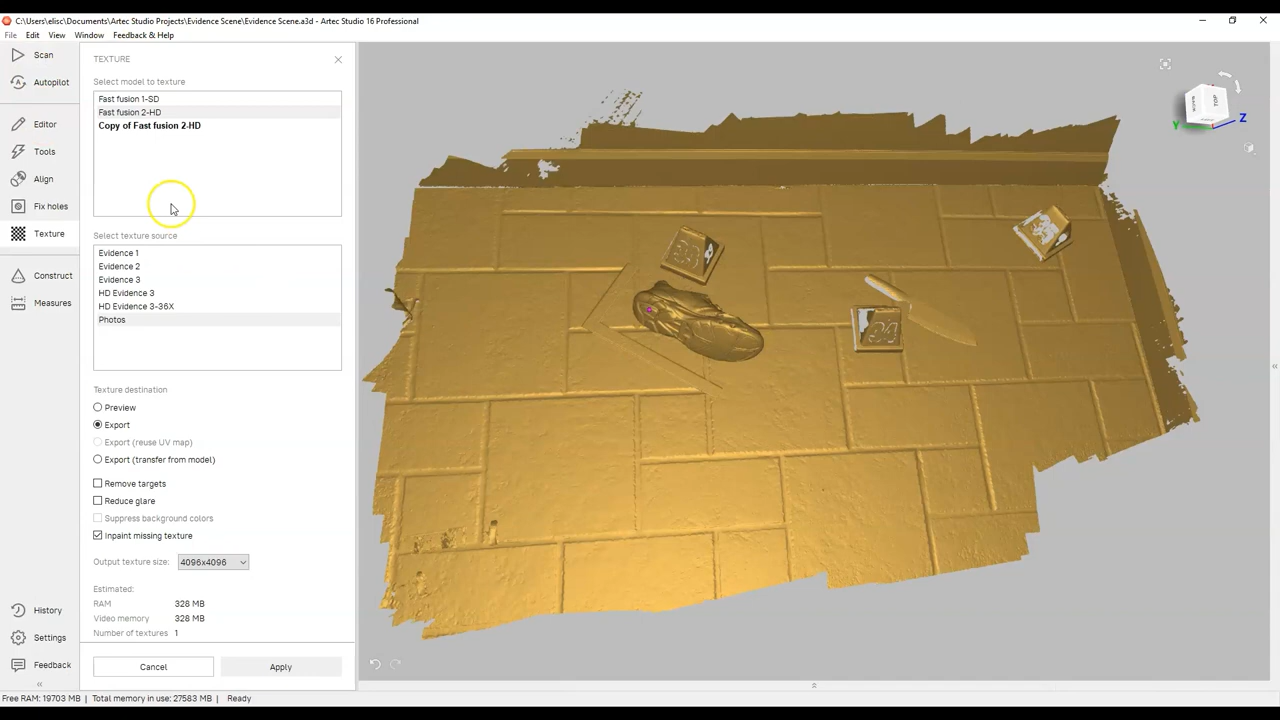 C:\Users\elisc\Documents\Artec Studio Projects\Evidence Scene\Evidence Scene.a3d - Artec Studio 16 Professional
File Edit View Window Feedback & Help
Scan
Autopilot
Editor
Tools
Align
Fix holes
Texture
Construct
Measures
History
Settings
Feedback
TEXTURE
Select model to texture
Fast fusion 1-SD
Fast fusion 2-HD
Copy of Fast fusion 2-HD
Select texture source
Evidence 1
Evidence 2
Evidence 3
HD Evidence 3
HD Evidence 3-36X
Photos
Texture destination
Preview
Export
Export (reuse UV map)
Export (transfer from model)
Remove targets
Reduce glare
Suppress background colors
Inpaint missing texture
Output texture size: 4096x4096
Estimated:
RAM 328 MB
Video memory 328 MB
Number of textures 1
Cancel Apply
TOP
Y
Z
Free RAM: 19703 MB | Total memory in use: 27583 MB | Ready